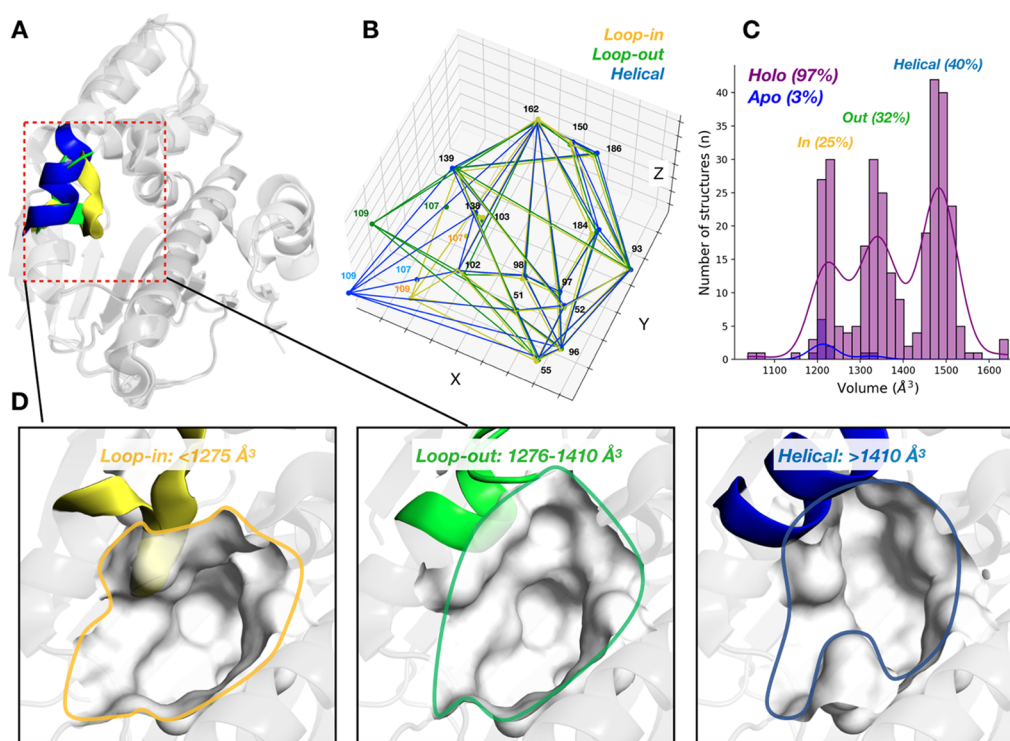 A
B
Loop-in
Loop-out
Helical
162
150
186
139
107
138
103
109
107
184
93
102
98
107
97
109
109
51
52
96
55
X
Y
Z
C
Holo (97%)
Apo (3%)
Helical (40%)
Out (32%)
In (25%)
Number of structures (n)
40
35
30
25
20
15
10
5
0
1100 1200 1300 1400 1500 1600
Volume (Å³)
D
Loop-in: <1275 Å³
Loop-out: 1276-1410 Å³
Helical: >1410 Å³